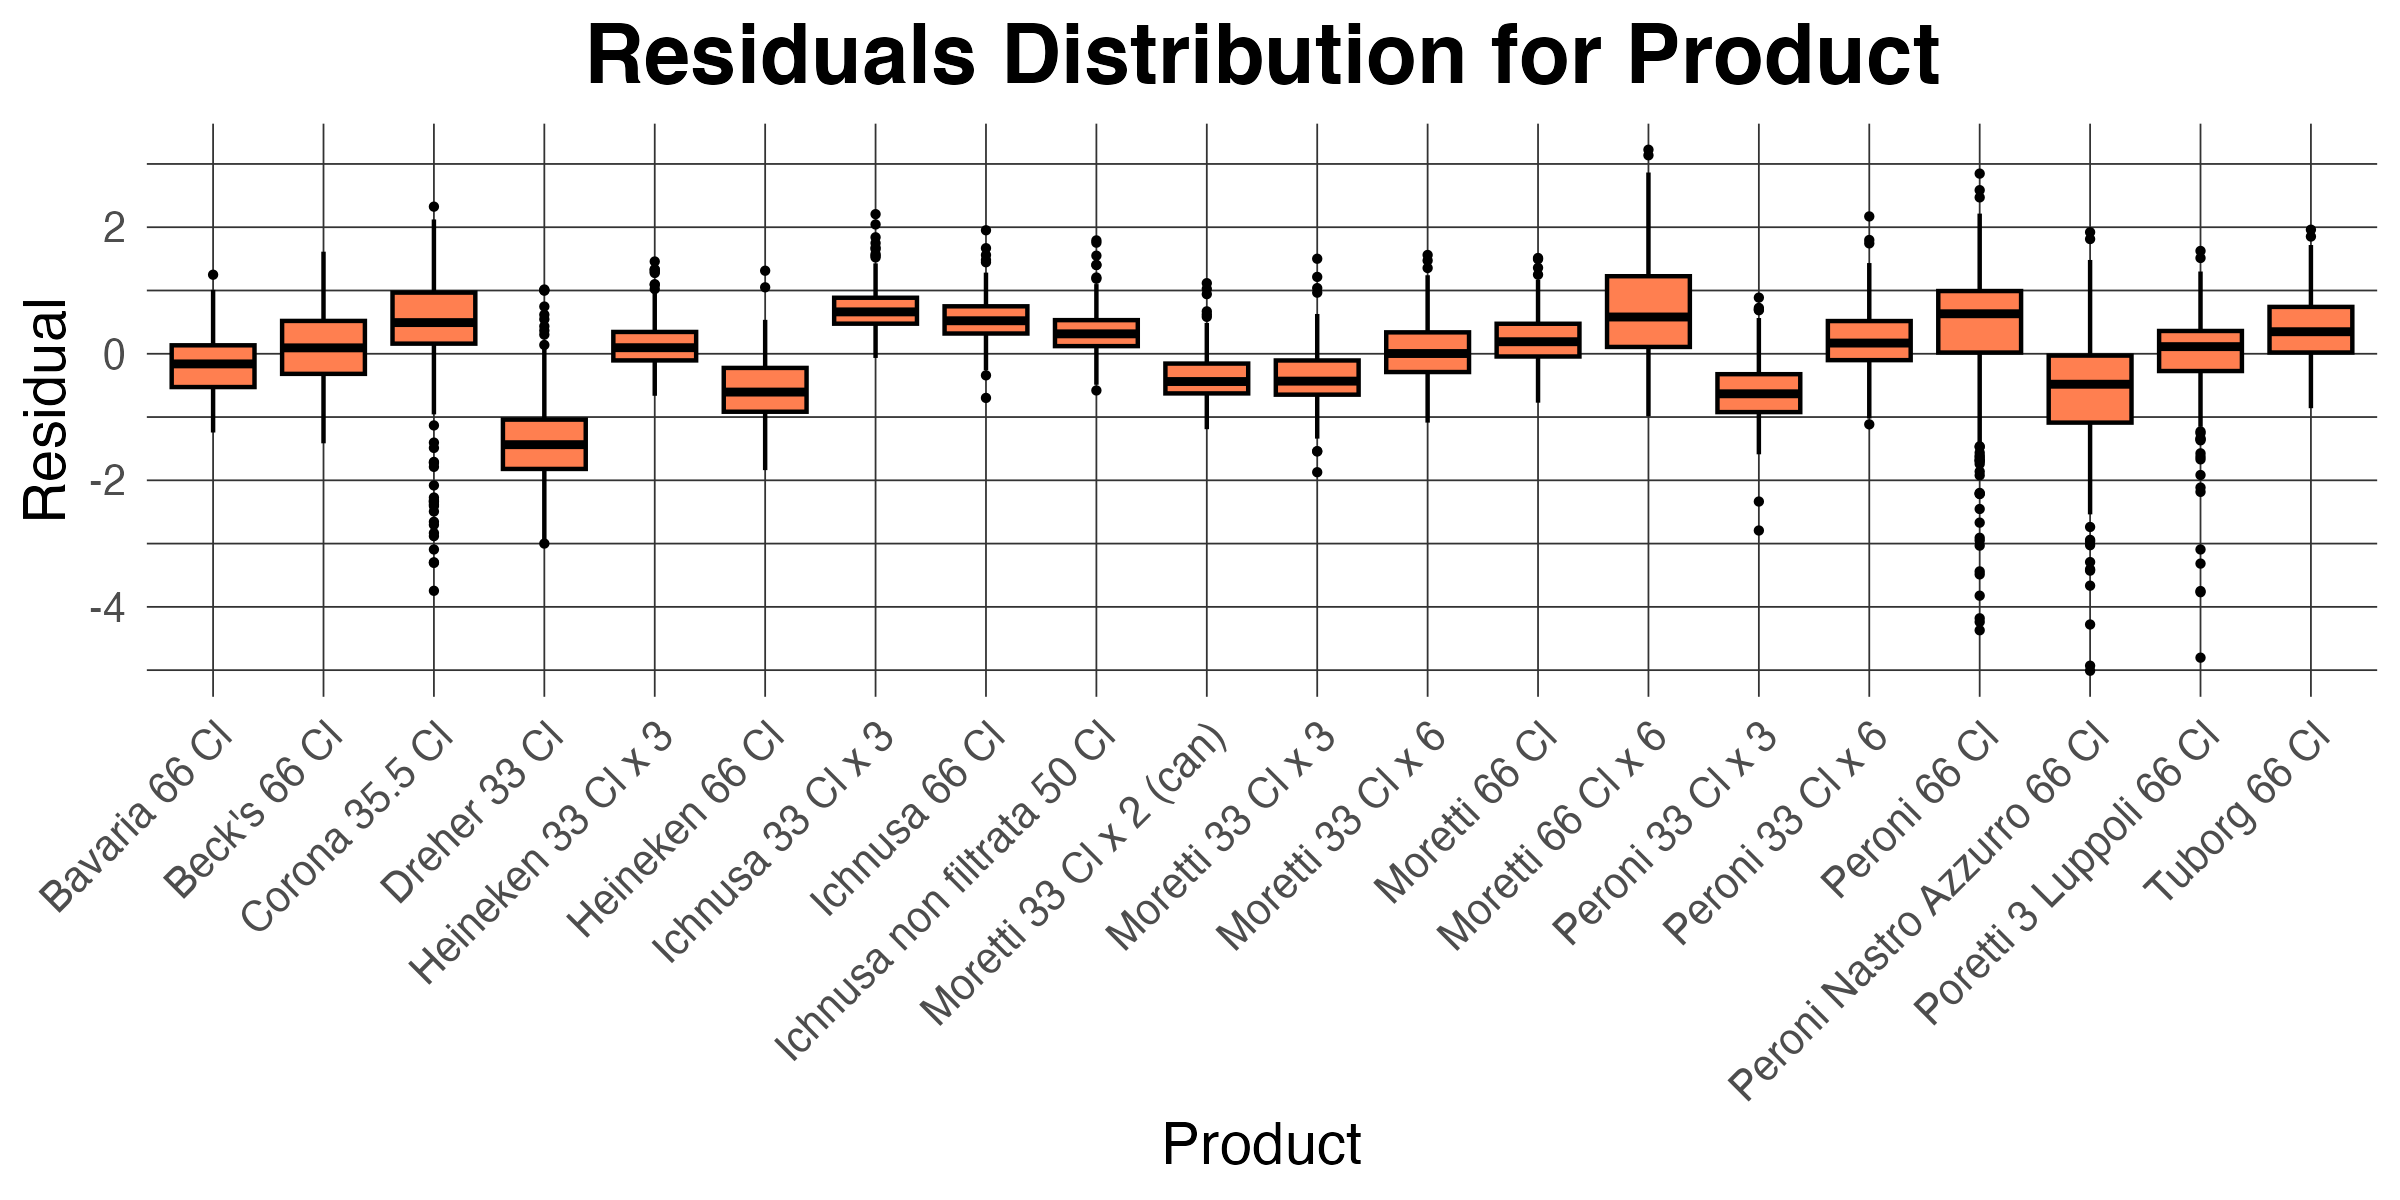 Residuals Distribution for Product
Residual
2
0
-2
-4
Bavaria 66 Cl
Beck's 66 Cl
Corona 35.5 Cl
Dreher 33 Cl
Heineken 33 Cl x 3
Heineken 66 Cl
Ichnusa 33 Cl x 3
Ichnusa 66 Cl
Ichnusa non filtrata 50 Cl
Moretti 33 Cl x 2 (can)
Moretti 33 Cl x 3
Moretti 33 Cl x 6
Moretti 66 Cl
Moretti 66 Cl x 6
Peroni 33 Cl x 3
Peroni 33 Cl x 6
Peroni 66 Cl
Peroni Nastro Azzurro 66 Cl
Poretti 3 Luppoli 66 Cl
Tuborg 66 Cl
Product